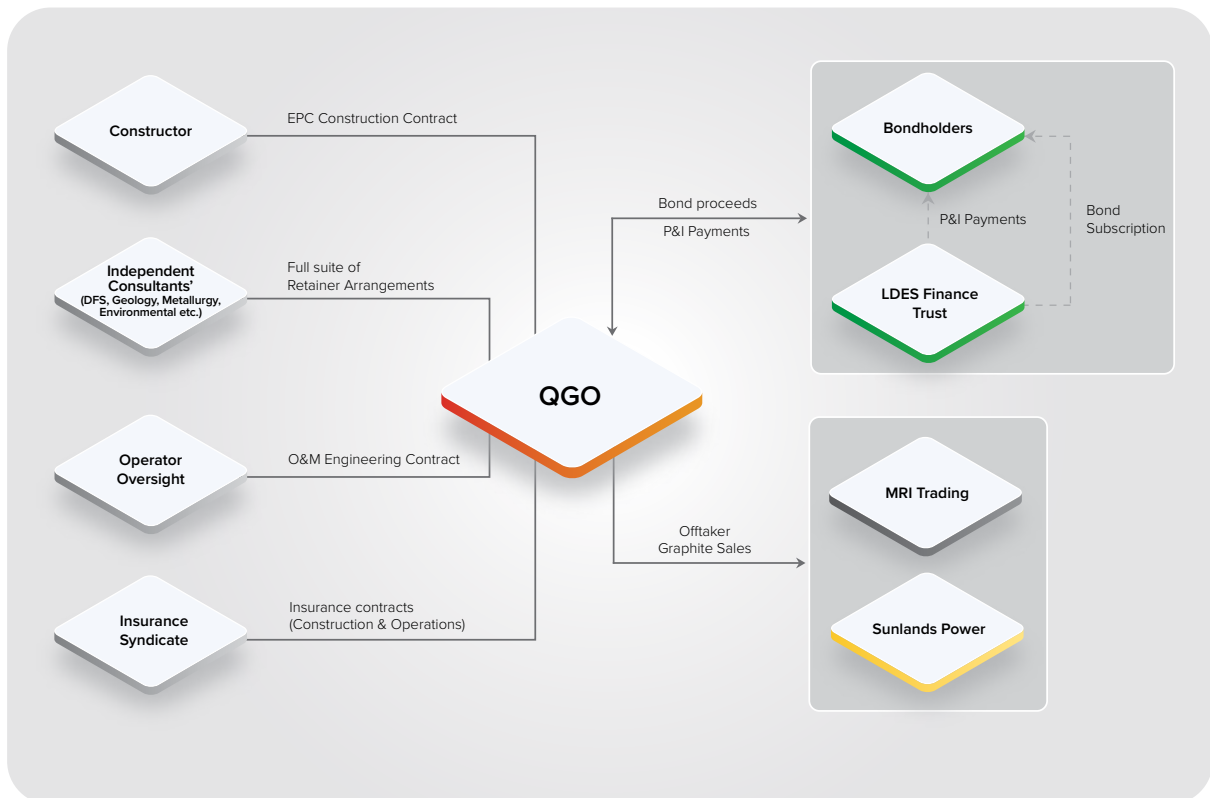 Constructor
EPC Construction Contract
Independent
Consultants’
(DFS, Geology, Metallurgy,
Environmental etc.)
Full suite of
Retainer Arrangements
Operator
Oversight
O&M Engineering Contract
Insurance
Syndicate
Insurance contracts
(Construction & Operations)
QGO
Bond proceeds
P&I Payments
Bondholders
P&I Payments
Bond
Subscription
LDES Finance
Trust
Offtaker
Graphite Sales
MRI Trading
Sunlands Power